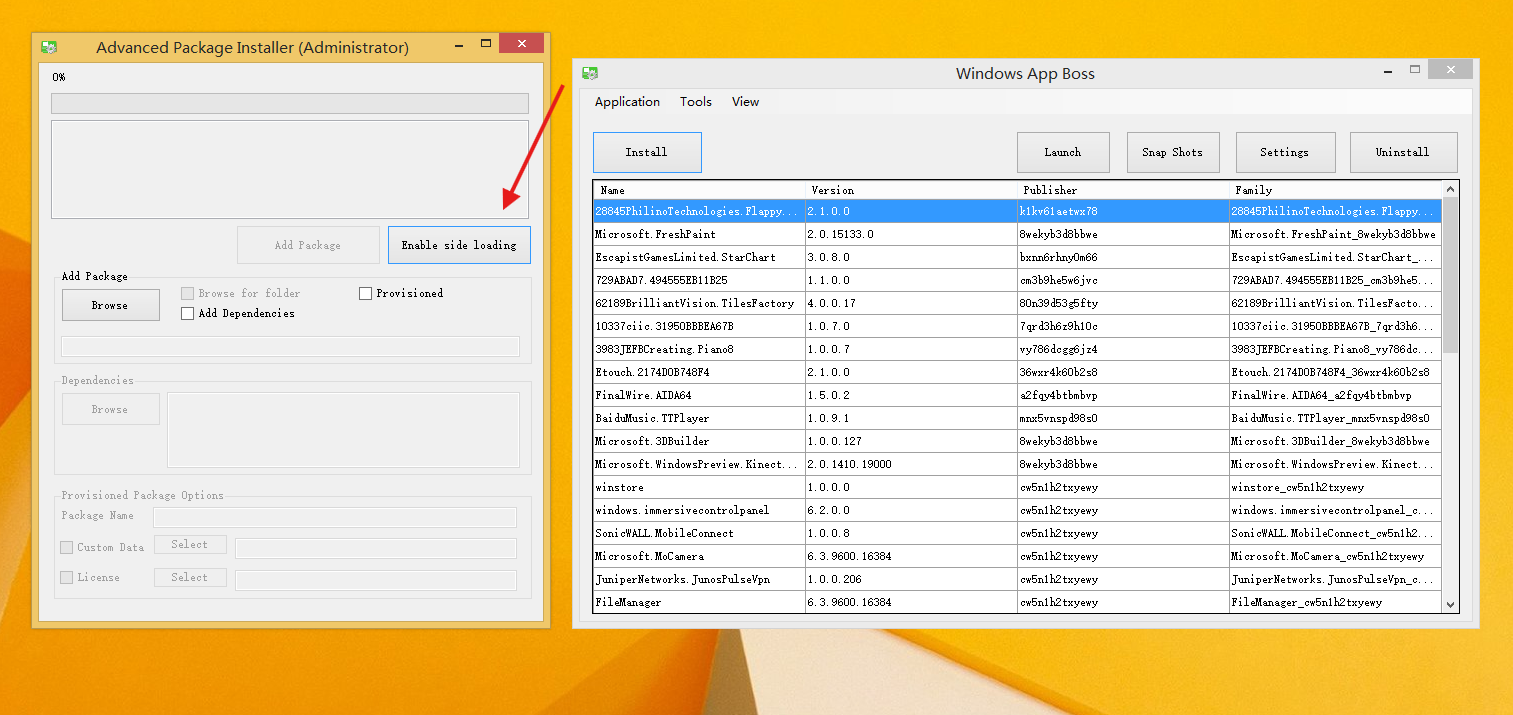 Advanced Package Installer (Administrator)
0%
Add Package
Enable side loading
Add Package
Browse
Browse for folder
Provisioned
Add Dependencies
Dependencies
Browse
Provisioned Package Options
Package Name
Custom Data
Select
License
Select
Windows App Boss
Application Tools View
Install Launch Snap Shots Settings Uninstall
Name Version Publisher Family
28845PhilinoTechnologies.Flappy... 2.1.0.0 k1kv61aetwx78 28845PhilinoTechnologies.Flappy...
Microsoft.FreshPaint 2.0.15133.0 8wekyb3d8bbwe Microsoft.FreshPaint_8wekyb3d8bbwe
EscapistGamesLimited.StarChart 3.0.8.0 bxnn6rhny0m66 EscapistGamesLimited.StarChart_...
729ABAD7.494555EB11B25 1.1.0.0 cm3b9he5w6jvc 729ABAD7.494555EB11B25_cm3b9he5...
62189BrilliantVision.TilesFactory 4.0.0.17 80n39d53g5fty 62189BrilliantVision.TilesFacto...
10337ciic.31950BBBEA67B 1.0.7.0 7qrd3h6z9h10c 10337ciic.31950BBBEA67B_7qrd3h6...
3983JEFBCreating.Piano8 1.0.0.7 vy786dcgg6jz4 3983JEFBCreating.Piano8_vy786dc...
Etouch.2174D0B748F4 2.1.0.0 36wxr4k60b2s8 Etouch.2174D0B748F4_36wxr4k60b2s8
FinalWire.AIDA64 1.5.0.2 a2fqy4btbmbvp FinalWire.AIDA64_a2fqy4btbmbvp
BaiduMusic.TTPlayer 1.0.9.1 mnx5vnspd98s0 BaiduMusic.TTPlayer_mnx5vnspd98s0
Microsoft.3DBuilder 1.0.0.127 8wekyb3d8bbwe Microsoft.3DBuilder_8wekyb3d8bbwe
Microsoft.WindowsPreview.Kinect... 2.0.1410.19000 8wekyb3d8bbwe Microsoft.WindowsPreview.Kinect...
winstore 1.0.0.0 cw5n1h2txyewy winstore_cw5n1h2txyewy
windows.immersivecontrolpanel 6.2.0.0 cw5n1h2txyewy windows.immersivecontrolpanel_c...
SonicWALL.MobileConnect 1.0.0.8 cw5n1h2txyewy SonicWALL.MobileConnect_cw5n1h2...
Microsoft.MoCamera 6.3.9600.16384 cw5n1h2txyewy Microsoft.MoCamera_cw5n1h2txyewy
JuniperNetworks.JunosPulseVpn 1.0.0.206 cw5n1h2txyewy JuniperNetworks.JunosPulseVpn_c...
FileManager 6.3.9600.16384 cw5n1h2txyewy FileManager_cw5n1h2txyewy